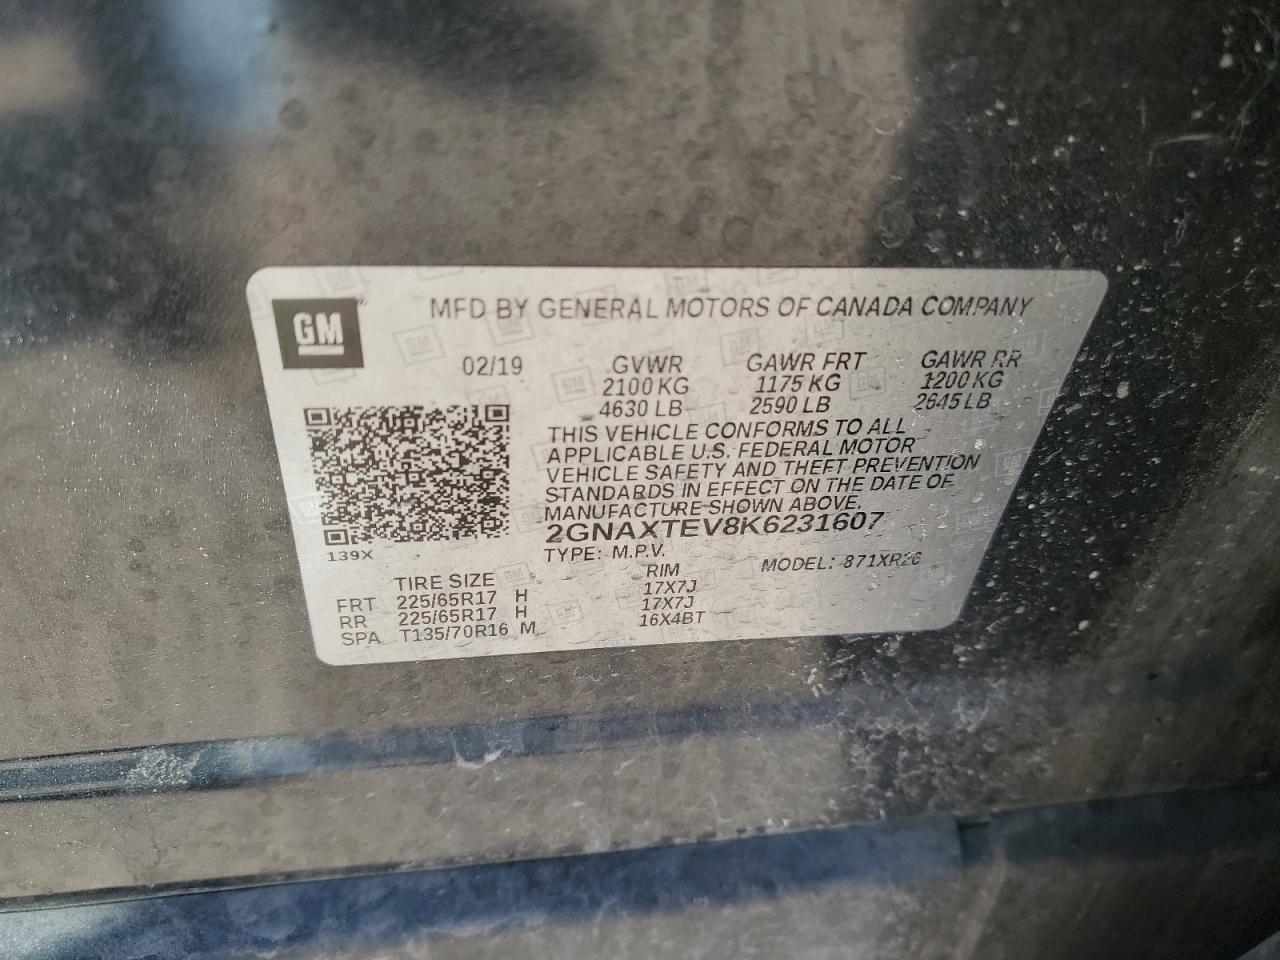 GM
MFD BY GENERAL MOTORS OF CANADA COMPANY
02/19 GVWR GAWR FRT GAWR RR
2100 KG 1175 KG 1200 KG
4630 LB 2590 LB 2645 LB
THIS VEHICLE CONFORMS TO ALL
APPLICABLE U.S. FEDERAL MOTOR
VEHICLE SAFETY AND THEFT PREVENTION
STANDARDS IN EFFECT ON THE DATE OF
MANUFACTURE SHOWN ABOVE.
2GNAXTEV8K6231607
139X TYPE: M.P.V. MODEL: 871XR26
TIRE SIZE RIM
FRT 225/65R17 H 17X7J
RR 225/65R17 H 17X7J
SPA T135/70R16 M 16X4BT